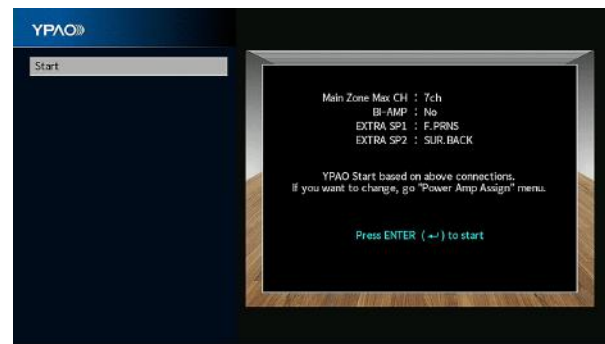 YPAO
Start
Main Zone Max CH : 7ch
BI-AMP : No
EXTRA SP1 : F.PRNS
EXTRA SP2 : SUR.BACK
YPAO Start based on above connections.
If you want to change, go "Power Amp Assign" menu.
Press ENTER (↵) to start